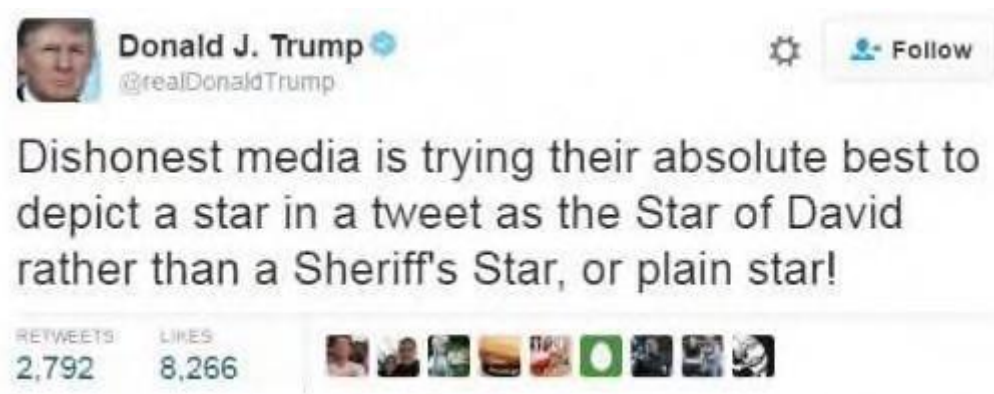 Donald J. Trump
@realDonaldTrump
Follow
Dishonest media is trying their absolute best to
depict a star in a tweet as the Star of David
rather than a Sheriff's Star, or plain star!
RETWEETS LIKES
2,792 8,266